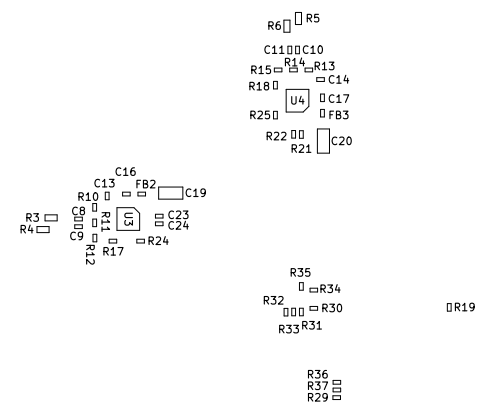 R5
R6
C11 C10
R14
R15 R13
C14
R18
U4
C17
R25 FB3
R22
R21
C20
C16
C13 FB2
R10 C19
C8
R3
R11
U3
C23
R4
C9
C24
R12
R17
R24
R35
R34
R32
R30
R19
R33 R31
R36
R37
R29